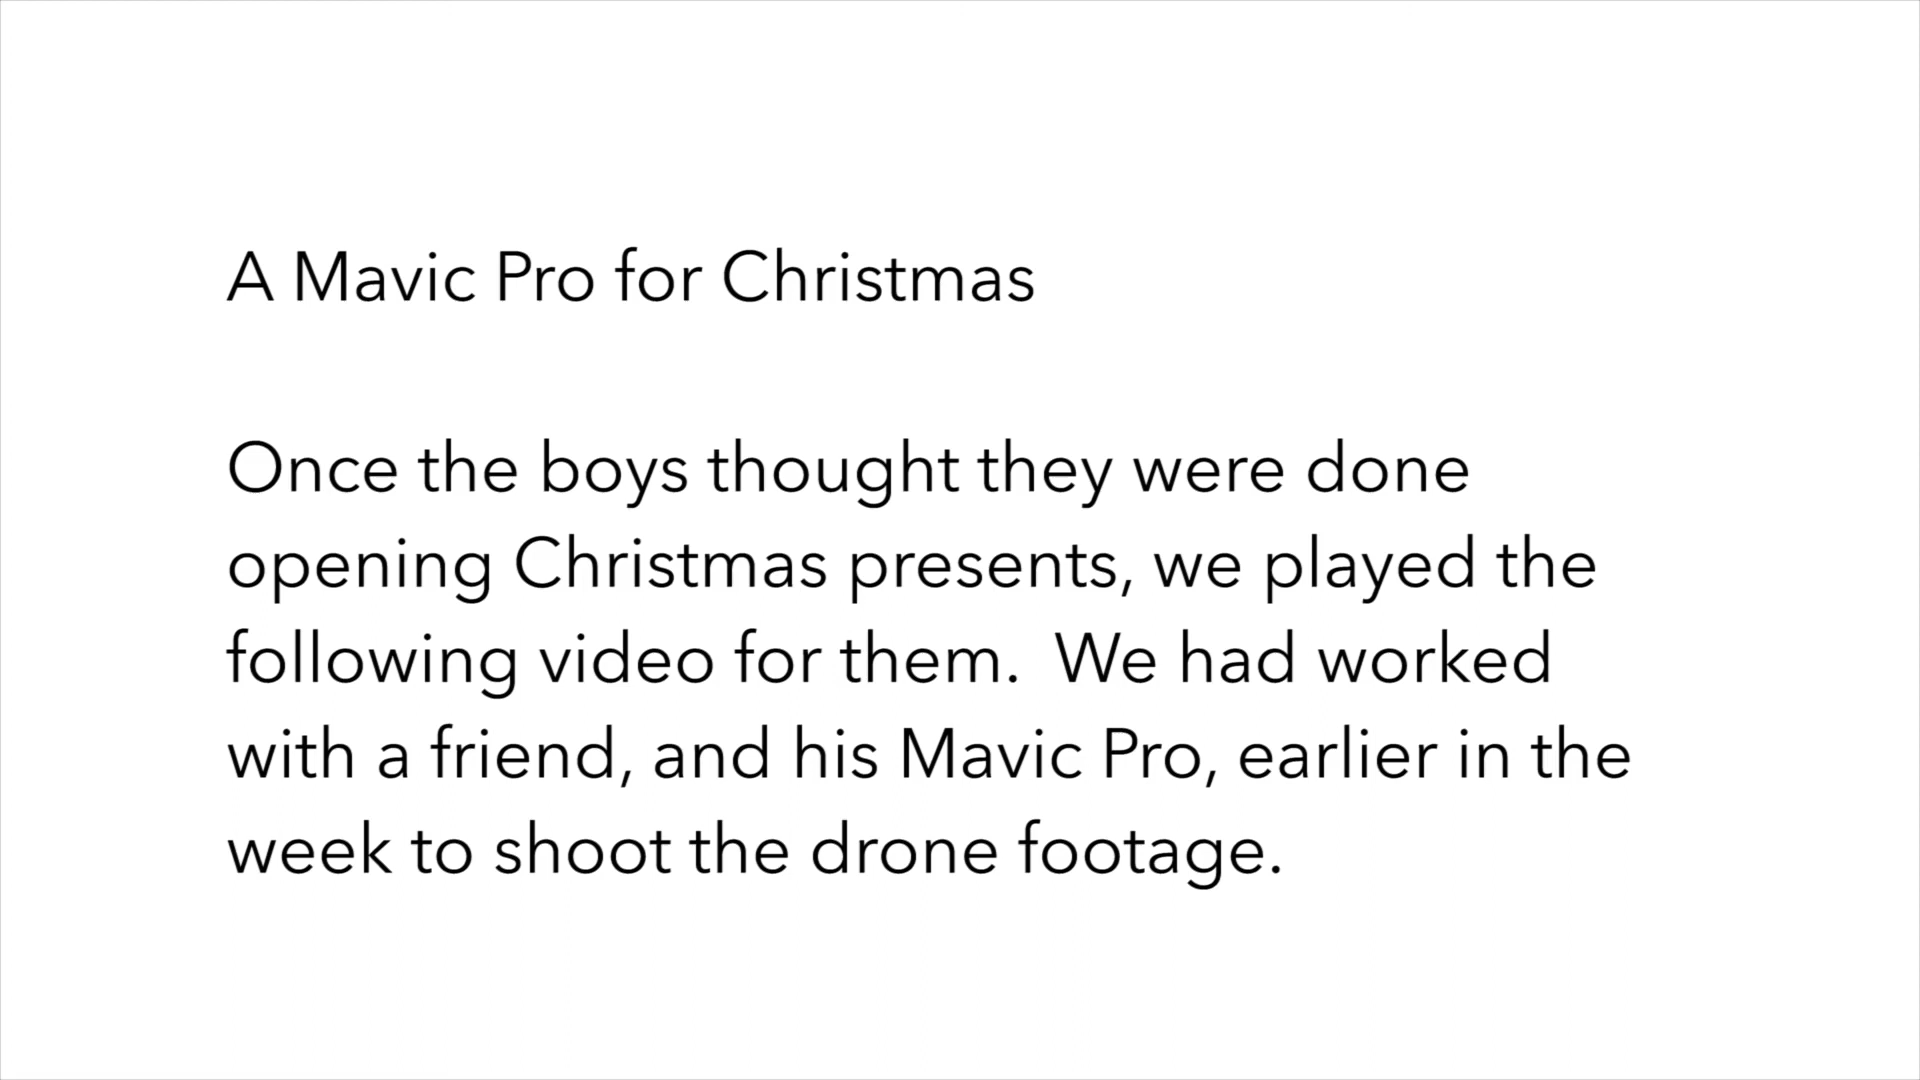 A Mavic Pro for Christmas
Once the boys thought they were done
opening Christmas presents, we played the
following video for them.  We had worked
with a friend, and his Mavic Pro, earlier in the
week to shoot the drone footage.